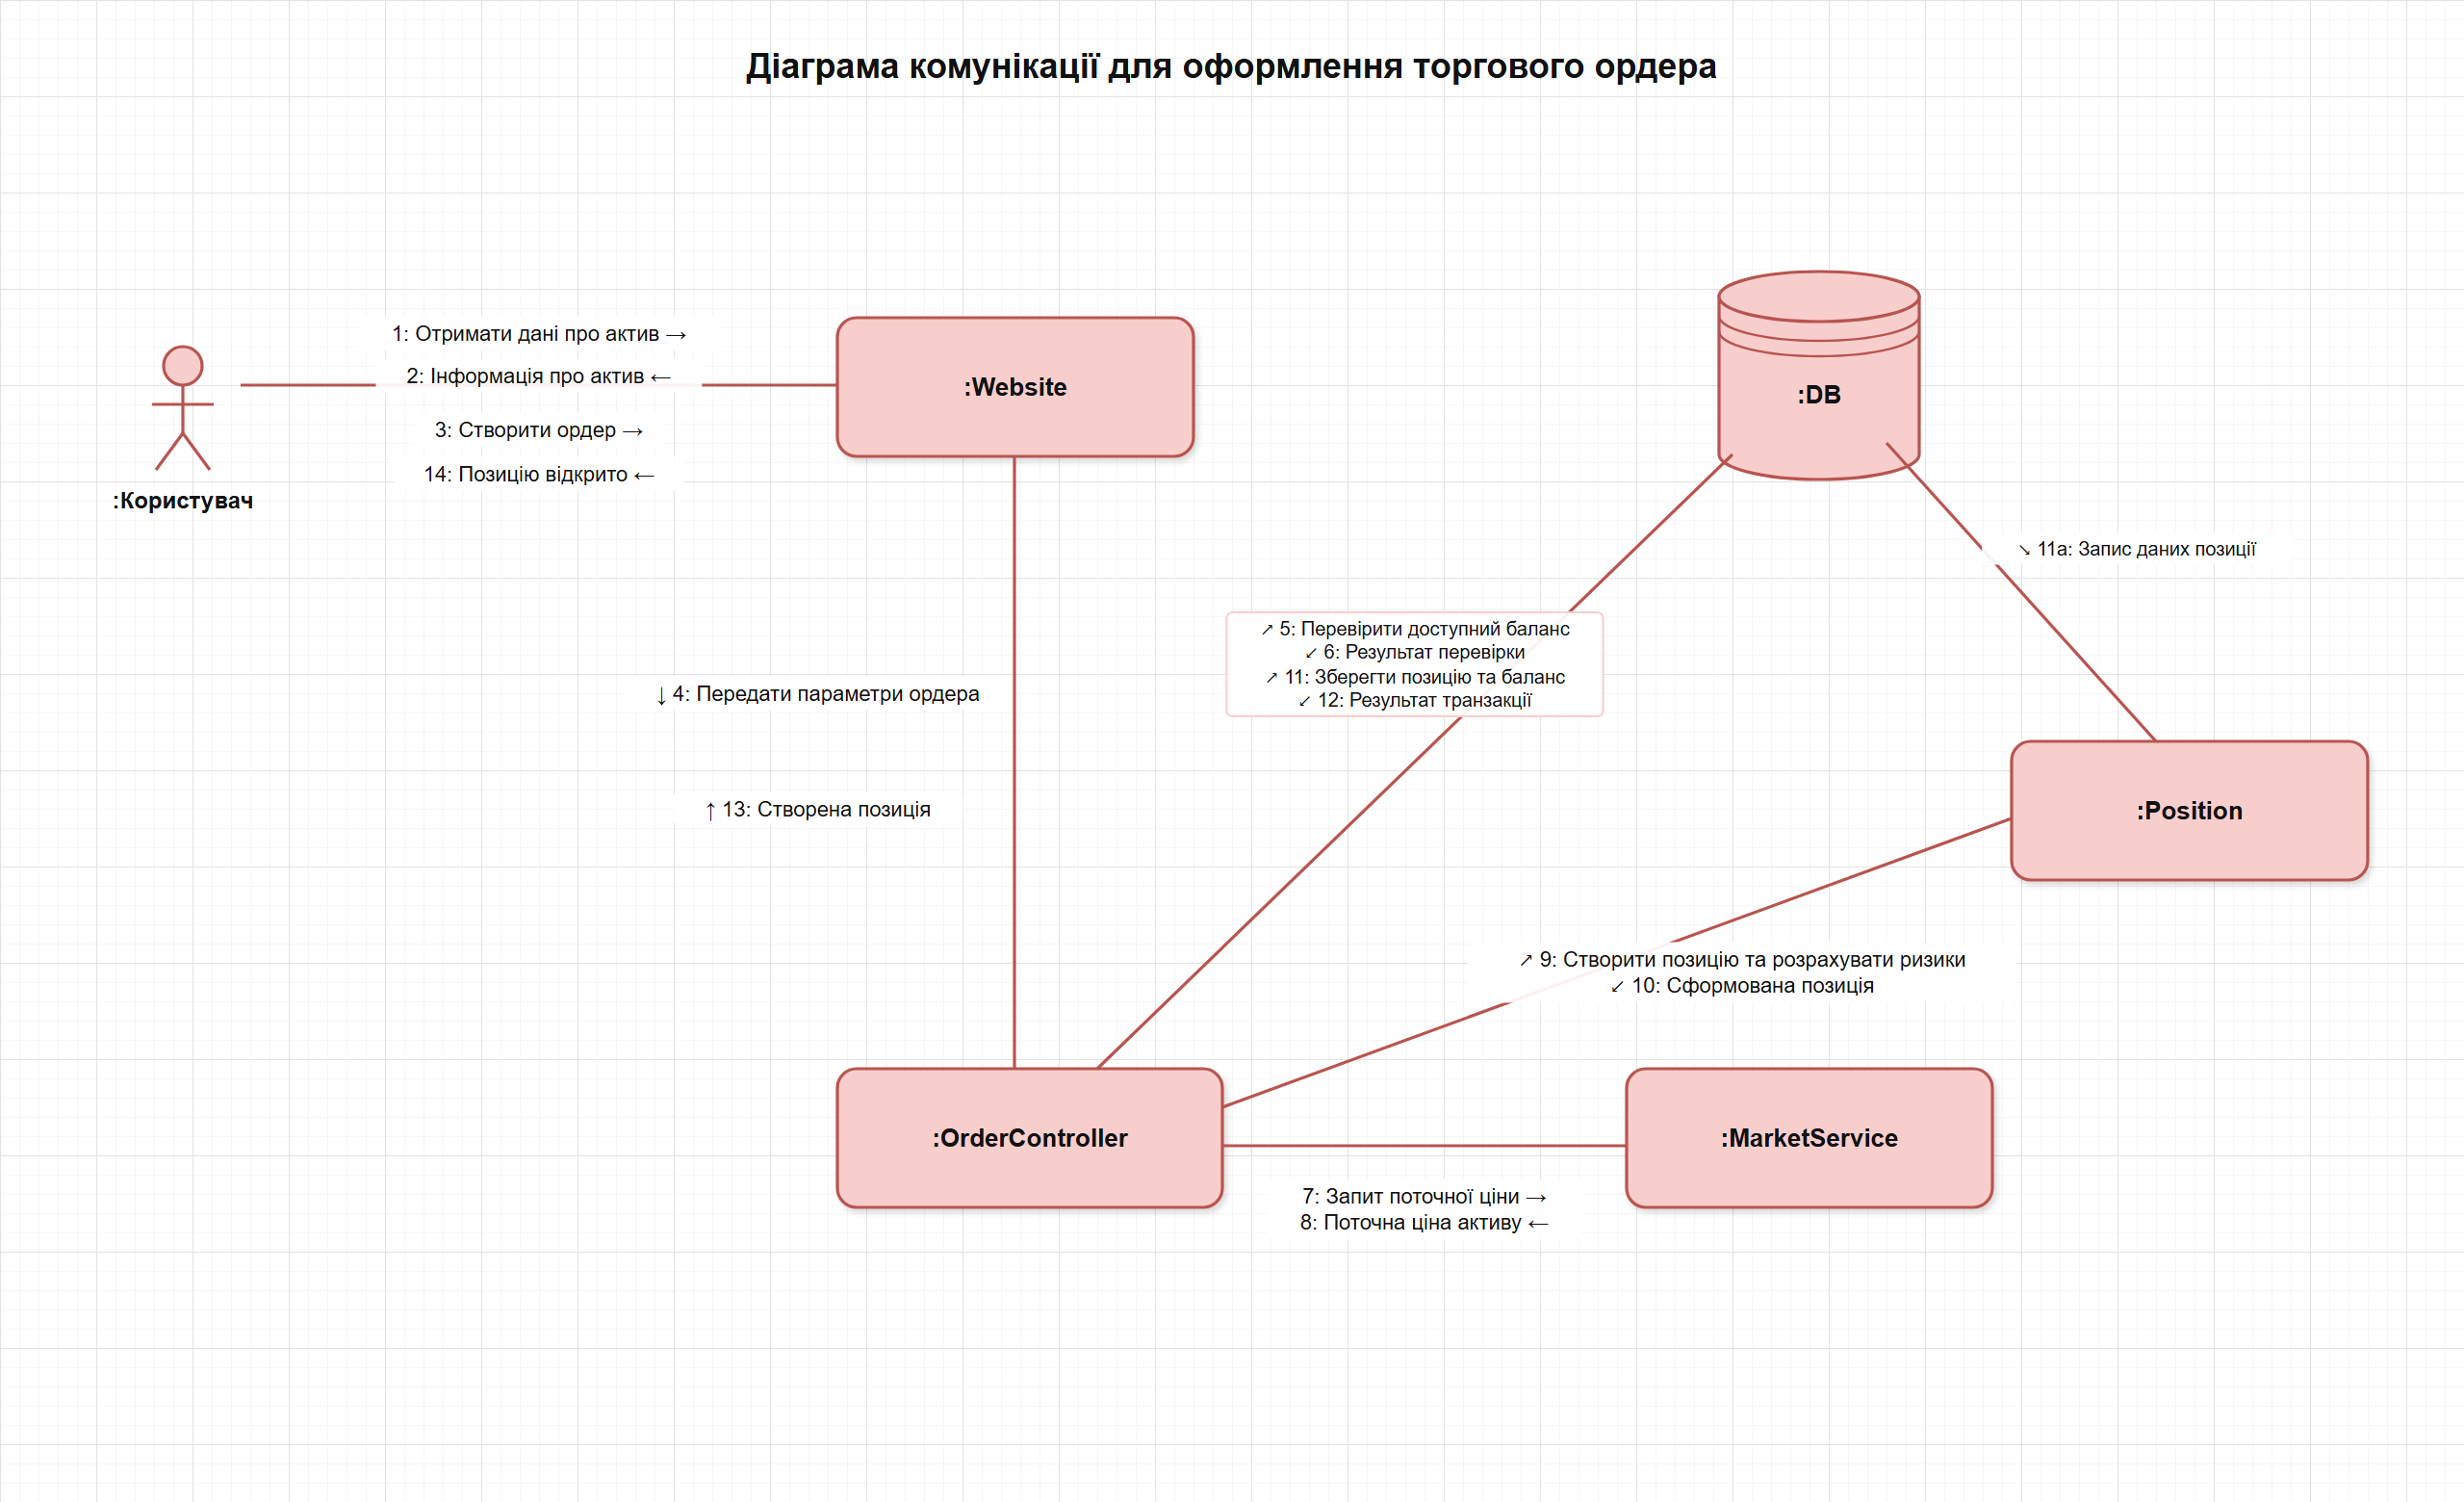 Діаграма комунікації для оформлення торгового ордера
1: Отримати дані про актив →
2: Інформація про актив ←
3: Створити ордер →
14: Позицію відкрито ←
:Користувач
:Website
:DB
↘ 11a: Запис даних позиції
↗ 5: Перевірити доступний баланс
↙ 6: Результат перевірки
↗ 11: Зберегти позицію та баланс
↙ 12: Результат транзакції
↓ 4: Передати параметри ордера
↑ 13: Створена позиція
:Position
↗ 9: Створити позицію та розрахувати ризики
↙ 10: Сформована позиція
:OrderController
:MarketService
7: Запит поточної ціни →
8: Поточна ціна активу ←